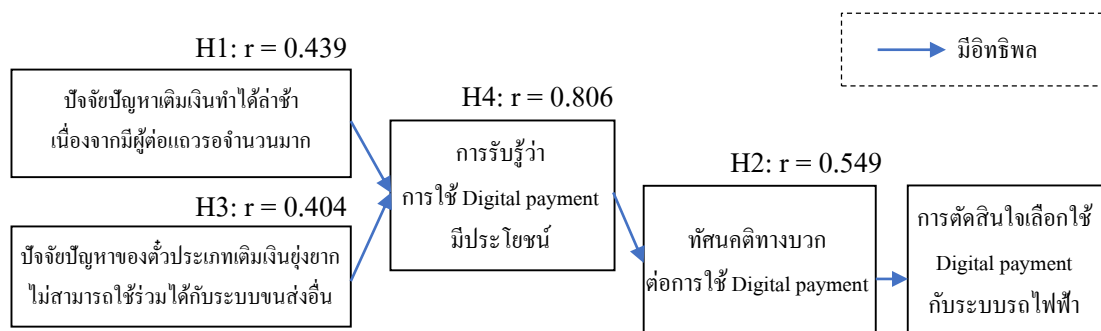 H1: r = 0.439
มีอิทธิพล
ปัจจัยปัญหาเติมเงินทำได้ล่าช้า
เนื่องจากมีผู้ต่อแถวรอจำนวนมาก
H4: r = 0.806
การรับรู้ว่า
การใช้ Digital payment
มีประโยชน์
H3: r = 0.404
ปัจจัยปัญหาของตั๋วประเภทเติมเงินยุ่งยาก
ไม่สามารถใช้ร่วมได้กับระบบขนส่งอื่น
H2: r = 0.549
ทัศนคติทางบวก
ต่อการใช้ Digital payment
การตัดสินใจเลือกใช้
Digital payment
กับระบบรถไฟฟ้า